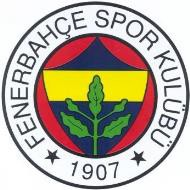 FENERBAHÇE SPOR KULÜBÜ
★ 1907 ★